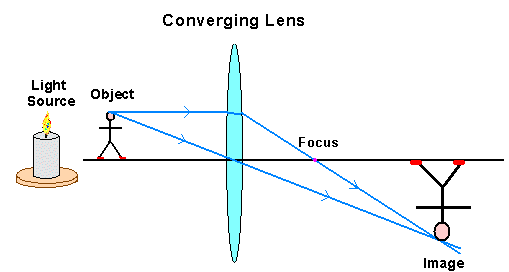 Converging Lens
Light
Source
Object
Focus
Image